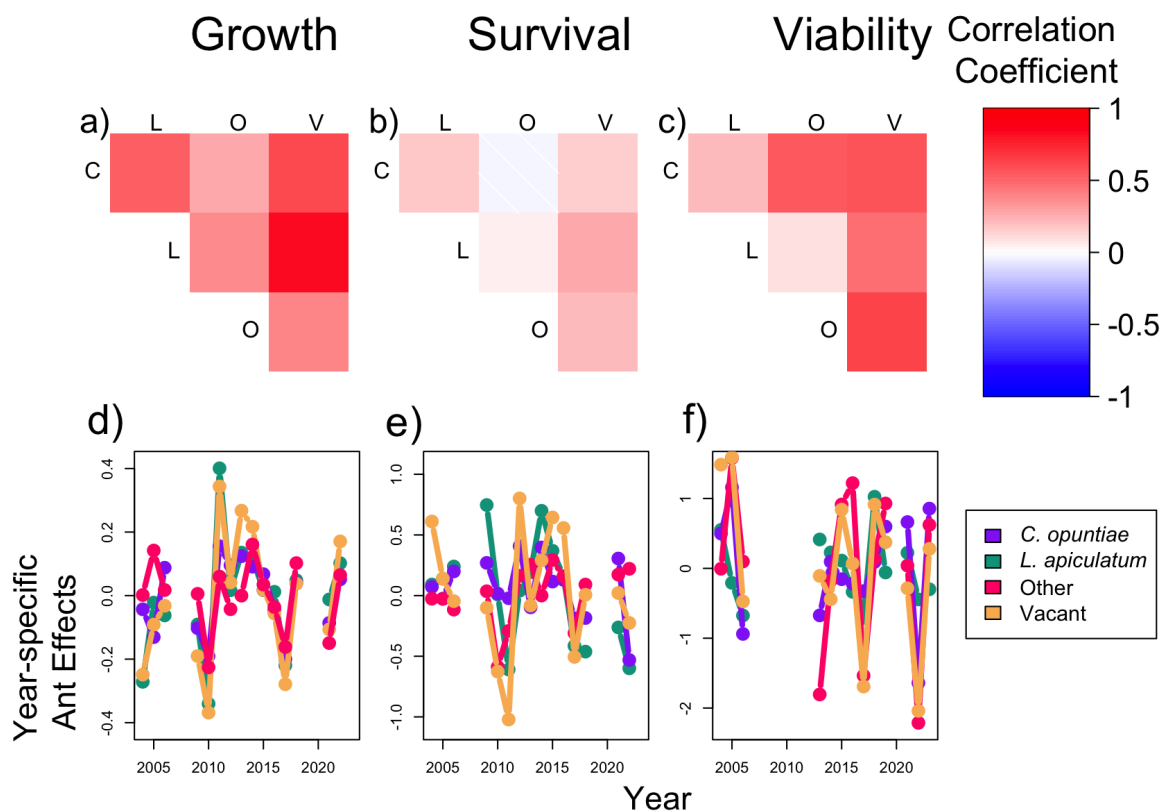 Growth
Survival
Viability
Correlation
Coefficient
a)
L O V
C
L
O
b)
L O V
C
L
O
c)
L O V
C
L
O
1
0.5
0
-0.5
-1
d)
0.4
0.2
0.0
-0.2
-0.4
2005 2010 2015 2020
e)
1.0
0.5
0.0
-0.5
-1.0
2005 2010 2015 2020
f)
1
0
-1
-2
2005 2010 2015 2020
Year-specific
Ant Effects
Year
C. opuntiae
L. apiculatum
Other
Vacant